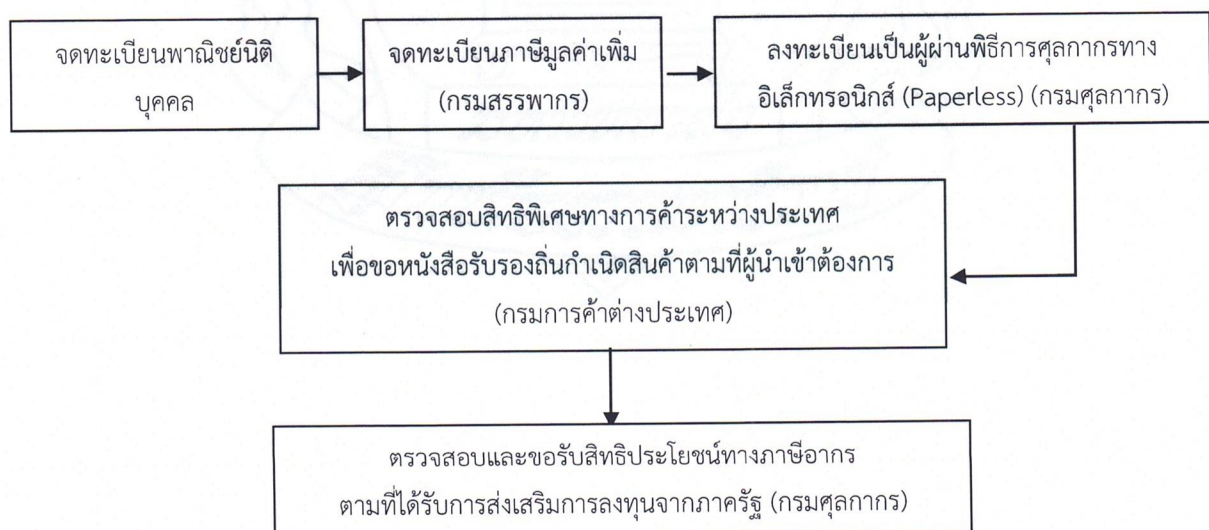 จดทะเบียนพาณิชย์นิติ
บุคคล
จดทะเบียนภาษีมูลค่าเพิ่ม
(กรมสรรพากร)
ลงทะเบียนเป็นผู้ผ่านพิธีการศุลกากรทาง
อิเล็กทรอนิกส์ (Paperless) (กรมศุลกากร)
ตรวจสอบสิทธิพิเศษทางการค้าระหว่างประเทศ
เพื่อขอหนังสือรับรองถิ่นกำเนิดสินค้าตามที่ผู้นำเข้าต้องการ
(กรมการค้าต่างประเทศ)
ตรวจสอบและขอรับสิทธิประโยชน์ทางภาษีอากร
ตามที่ได้รับการส่งเสริมการลงทุนจากภาครัฐ (กรมศุลกากร)